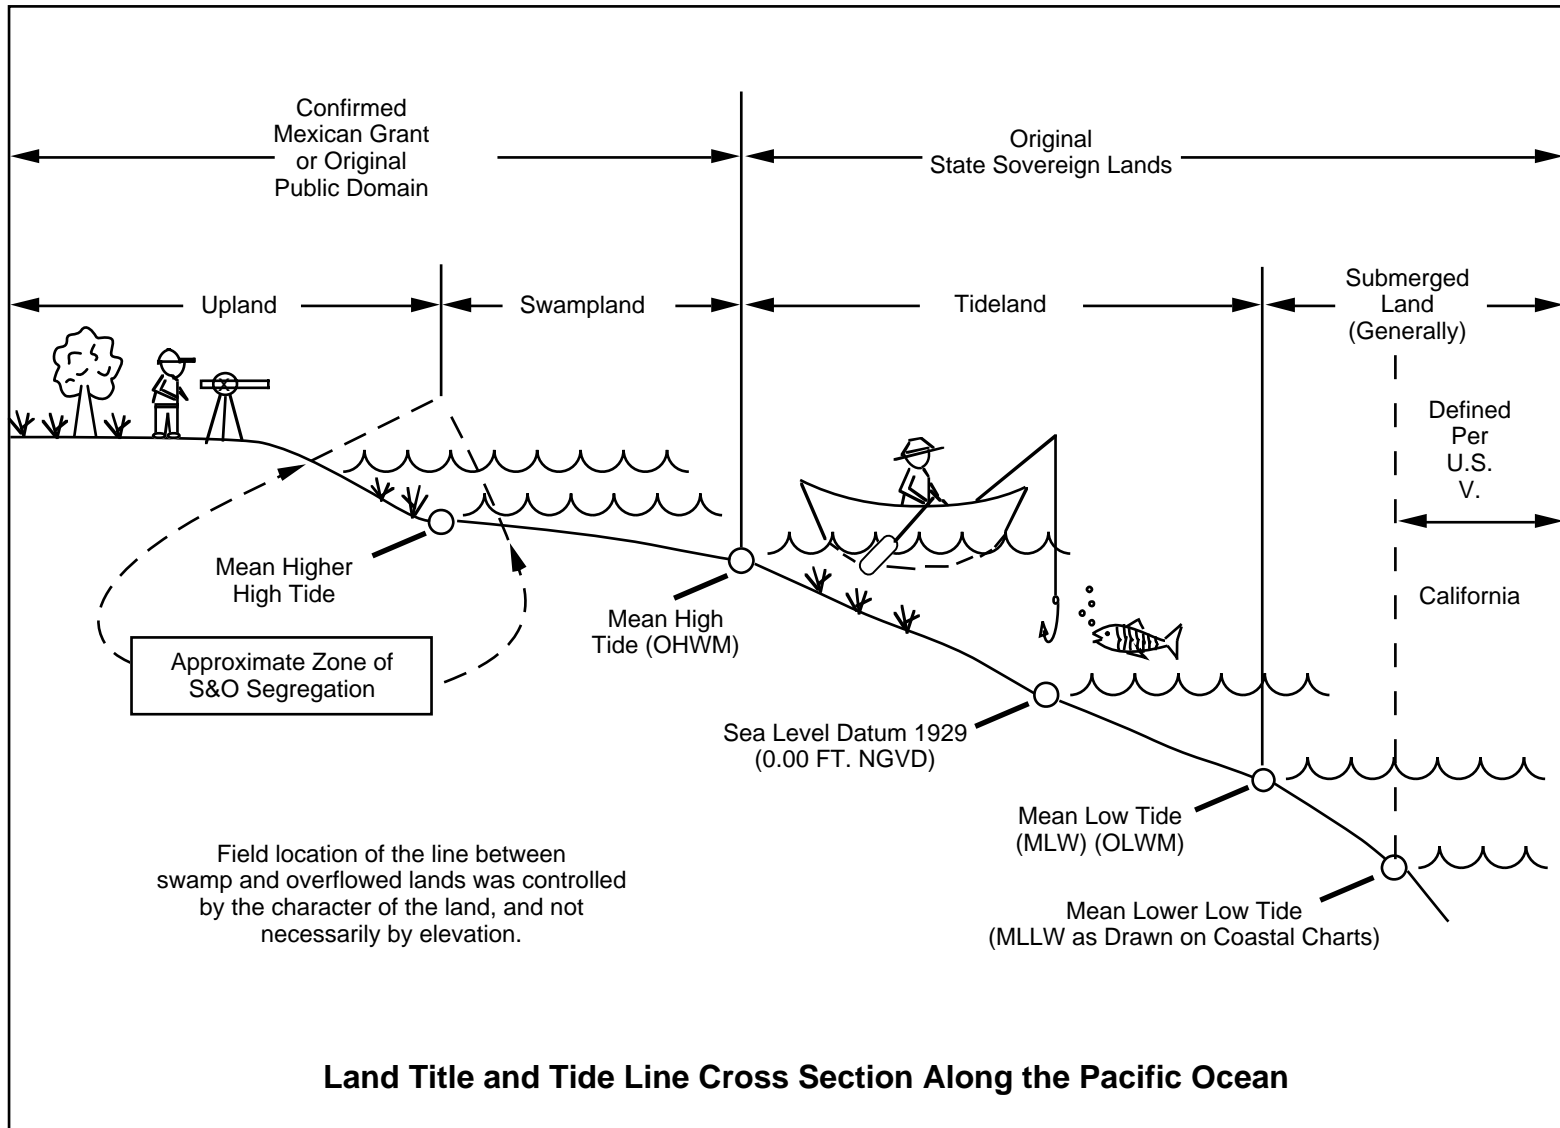 Confirmed
Mexican Grant
or Original
Public Domain
Original
State Sovereign Lands
Upland
Swampland
Tideland
Submerged
Land
(Generally)
Defined
Per
U.S.
V.
California
Mean Higher
High Tide
Mean High
Tide (OHWM)
Approximate Zone of
S&O Segregation
Sea Level Datum 1929
(0.00 FT. NGVD)
Mean Low Tide
(MLW) (OLWM)
Field location of the line between
swamp and overflowed lands was controlled
by the character of the land, and not
necessarily by elevation.
Mean Lower Low Tide
(MLLW as Drawn on Coastal Charts)
Land Title and Tide Line Cross Section Along the Pacific Ocean